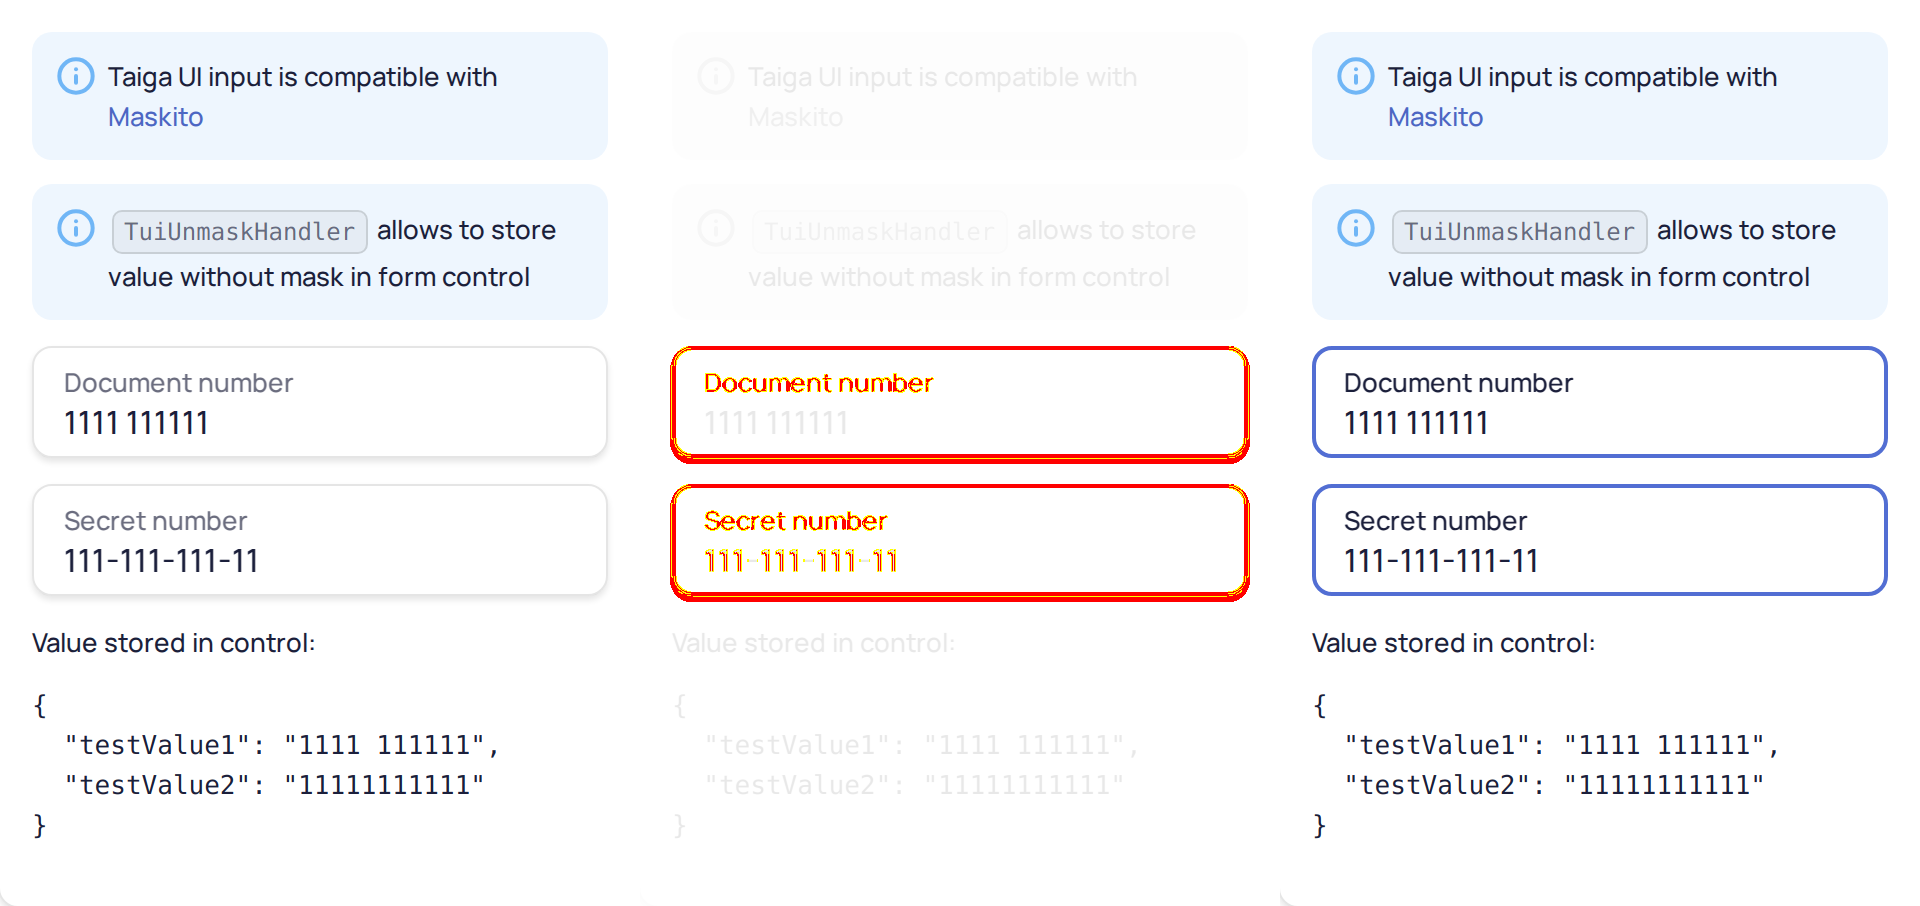 Taiga UI input is compatible with
Maskito
TuiUnmaskHandler allows to store
value without mask in form control
Document number
1111 111111
Secret number
111-111-111-11
Value stored in control:
{
"testValue1": "1111 111111",
"testValue2": "11111111111"
}
Taiga UI input is compatible with
Maskito
TuiUnmaskHandler allows to store
value without mask in form control
Document number
1111 111111
Secret number
111-111-111-11
Value stored in control:
{
"testValue1": "1111 111111",
"testValue2": "11111111111"
}
Taiga UI input is compatible with
Maskito
TuiUnmaskHandler allows to store
value without mask in form control
Document number
1111 111111
Secret number
111-111-111-11
Value stored in control:
{
"testValue1": "1111 111111",
"testValue2": "11111111111"
}